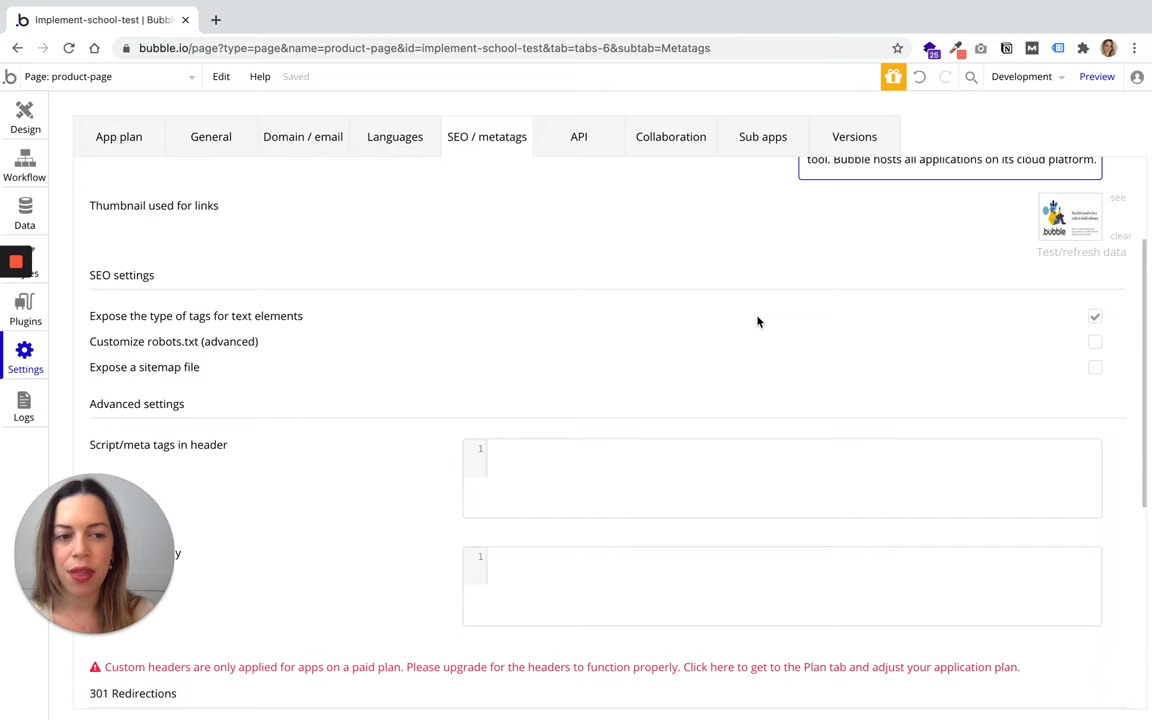 Implement-school-test | Bubbl
bubble.io/page?type=page&name=product-page&id=implement-school-test&tab=tabs-6&subtab=Metatags
25
Page: product-page
Edit
Help
Saved
Development
Preview
Design
Workflow
Data
Plugins
Settings
Logs
App plan
General
Domain / email
Languages
SEO / metatags
API
Collaboration
Sub apps
Versions
tool. Bubble hosts all applications on its cloud platform.
Thumbnail used for links
see
.bubble
clear
Test/refresh data
SEO settings
Expose the type of tags for text elements
Customize robots.txt (advanced)
Expose a sitemap file
Advanced settings
Script/meta tags in header
1
y
1
Custom headers are only applied for apps on a paid plan. Please upgrade for the headers to function properly. Click here to get to the Plan tab and adjust your application plan.
301 Redirections